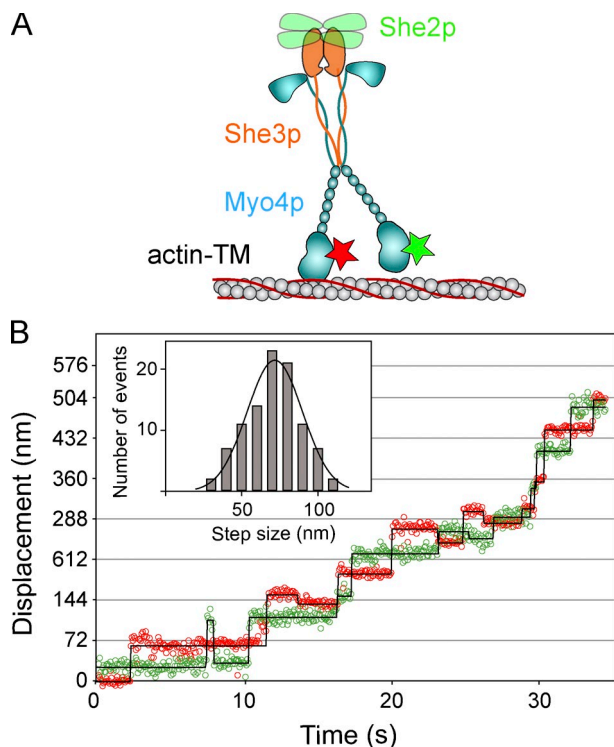 A
She2p
She3p
Myo4p
actin-TM
B
Displacement (nm)
576
504
432
360
288
612
144
72
0
Number of events
20
10
50
100
Step size (nm)
0
10
20
30
Time (s)